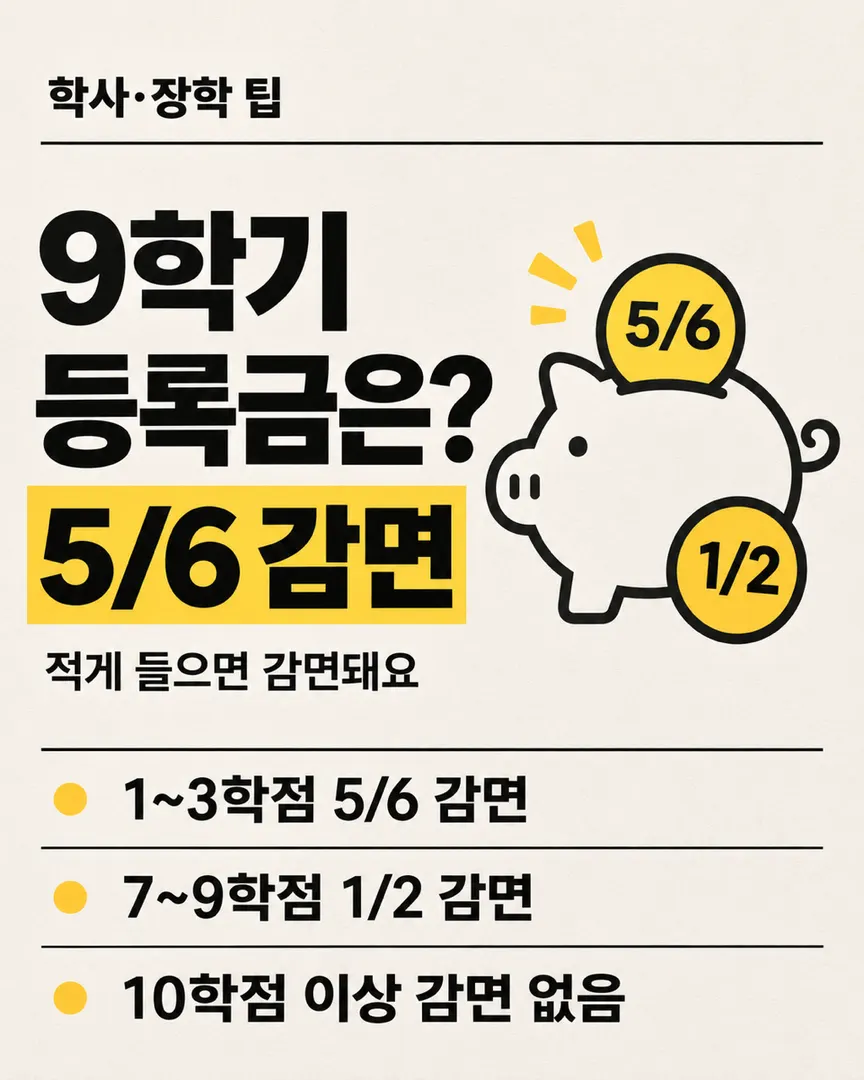 학사·장학 팁
9학기
등록금은?
5/6 감면
적게 들으면 감면돼요
5/6
1/2
1~3학점 5/6 감면
7~9학점 1/2 감면
10학점 이상 감면 없음